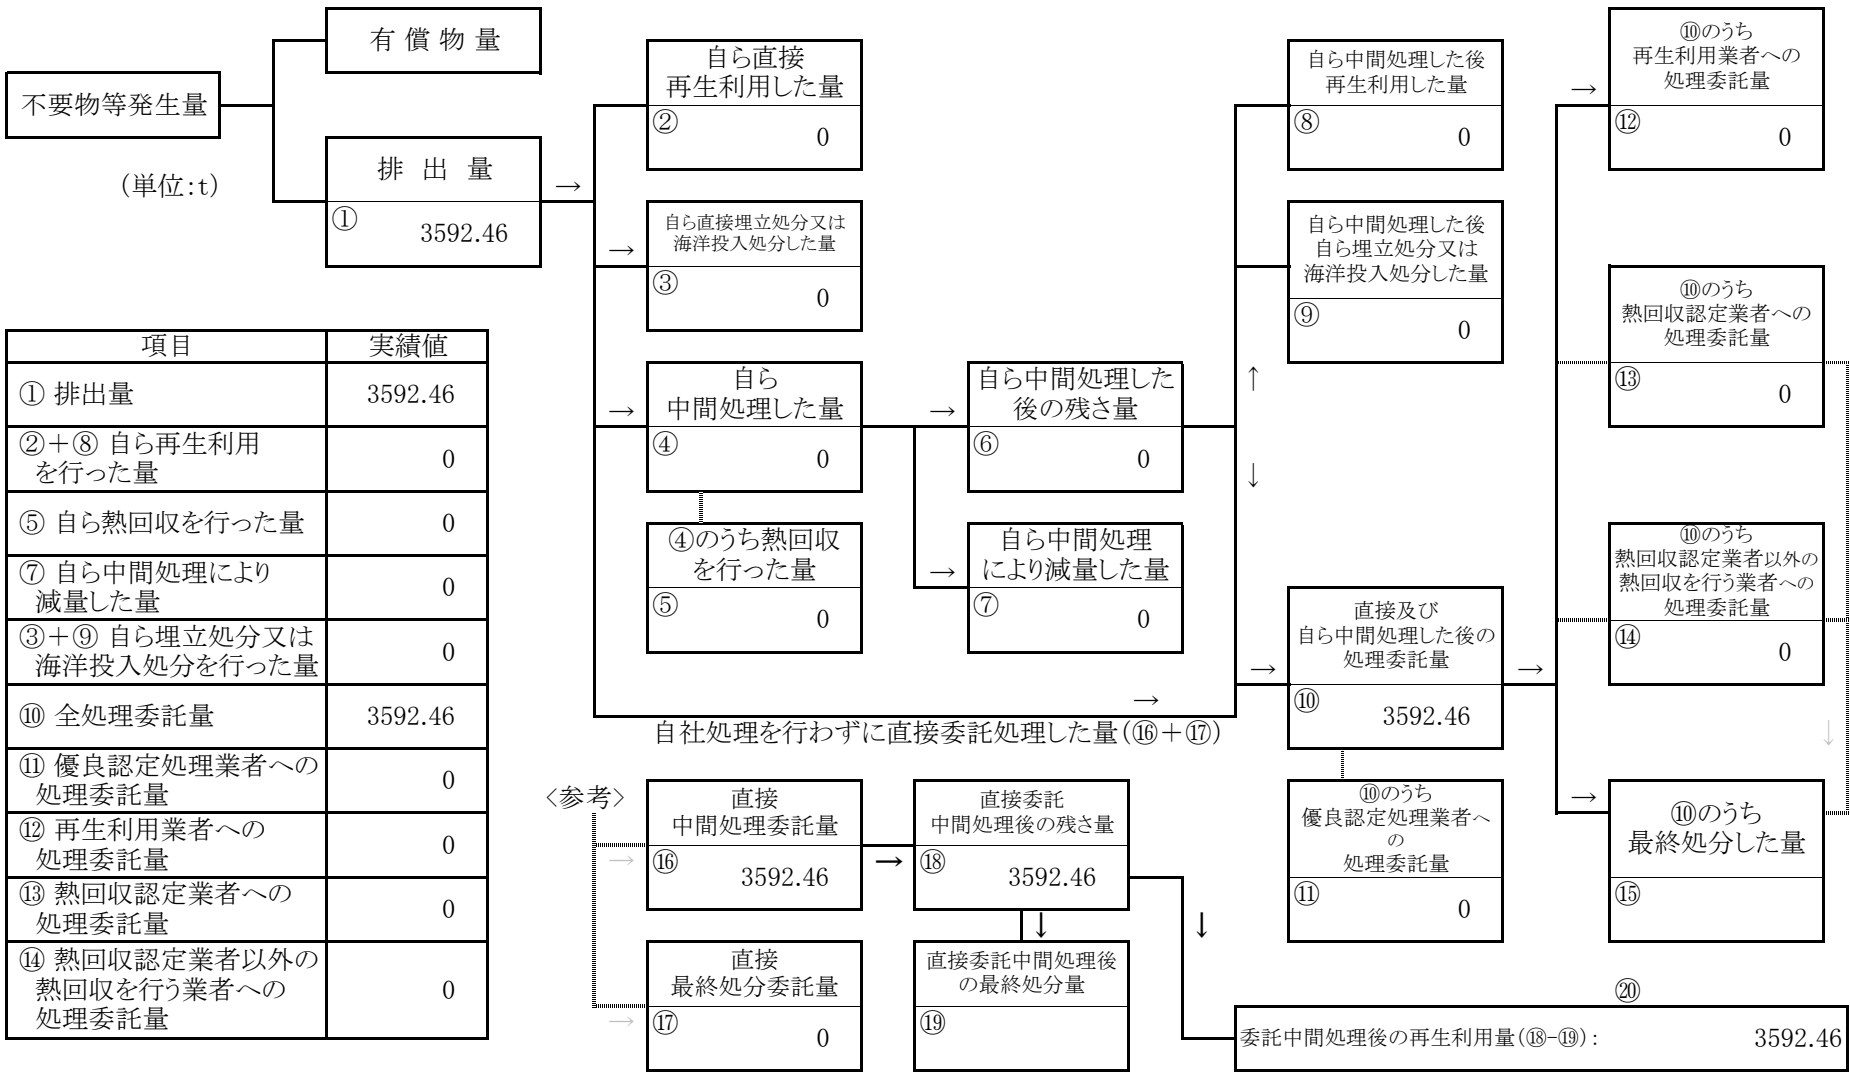 不要物等発生量
(単位:t)
有 償 物 量
排 出 量
① 3592.46
→
自ら直接
再生利用した量
② 0
→
自ら直接埋立処分又は
海洋投入処分した量
③ 0
→
自ら
中間処理した量
④ 0
④のうち熱回収
を行った量
⑤ 0
→
自ら中間処理した
後の残さ量
⑥ 0
→
自ら中間処理
により減量した量
⑦ 0
→
自社処理を行わずに直接委託処理した量(⑯+⑰)
↑
↓
自ら中間処理した後
再生利用した量
⑧ 0
自ら中間処理した後
自ら埋立処分又は
海洋投入処分した量
⑨ 0
→
直接及び
自ら中間処理した後の
処理委託量
⑩ 3592.46
→
⑩のうち
優良認定処理業者へ
の
処理委託量
⑪ 0
→
⑩のうち
再生利用業者への
処理委託量
⑫ 0
⑩のうち
熱回収認定業者への
処理委託量
⑬ 0
⑩のうち
熱回収認定業者以外の
熱回収を行う業者への
処理委託量
⑭ 0
↓
→
⑩のうち
最終処分した量
⑮
項目 実績値
① 排出量 3592.46
②+⑧ 自ら再生利用
を行った量 0
⑤ 自ら熱回収を行った量 0
⑦ 自ら中間処理により
減量した量 0
③+⑨ 自ら埋立処分又は
海洋投入処分を行った量 0
⑩ 全処理委託量 3592.46
⑪ 優良認定処理業者への
処理委託量 0
⑫ 再生利用業者への
処理委託量 0
⑬ 熱回収認定業者への
処理委託量 0
⑭ 熱回収認定業者以外の
熱回収を行う業者への
処理委託量 0
〈参考〉
→
直接
中間処理委託量
⑯ 3592.46
→
直接委託
中間処理後の残さ量
⑱ 3592.46
↓
↓
→
直接
最終処分委託量
⑰ 0
直接委託中間処理後
の最終処分量
⑲
⑳
委託中間処理後の再生利用量(⑱-⑲): 3592.46